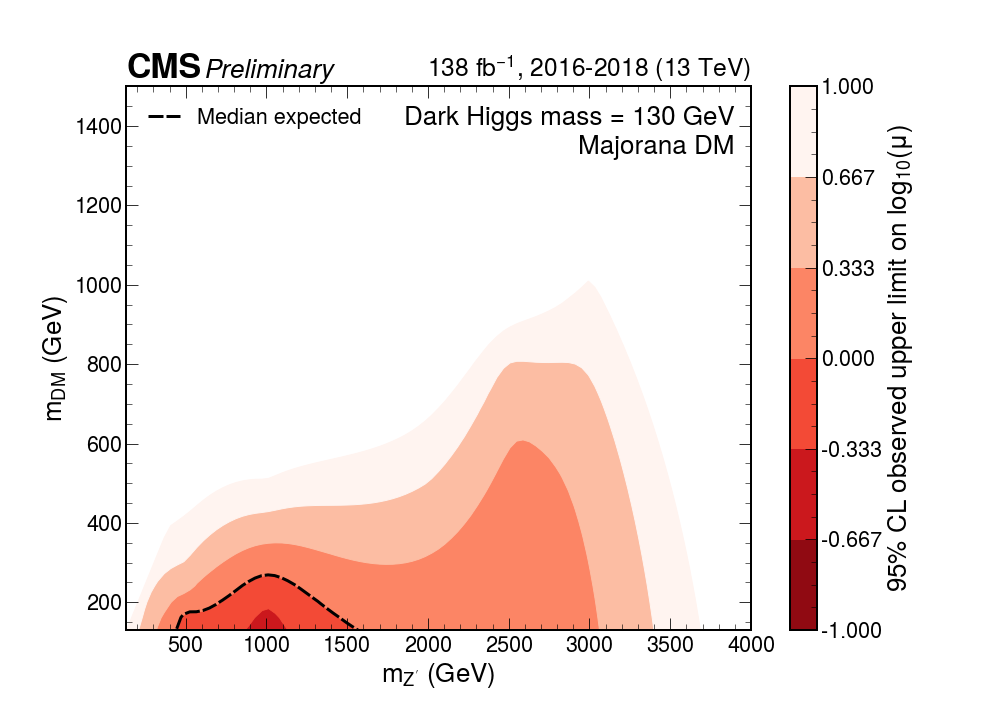 CMS Preliminary 138 fb⁻¹, 2016-2018 (13 TeV)
Median expected
Dark Higgs mass = 130 GeV
Majorana DM
1400
1200
1000
800
600
400
200
m_DM (GeV)
500 1000 1500 2000 2500 3000 3500 4000
m_Z′ (GeV)
1.000
0.667
0.333
0.000
-0.333
-0.667
-1.000
95% CL observed upper limit on log₁₀(μ)